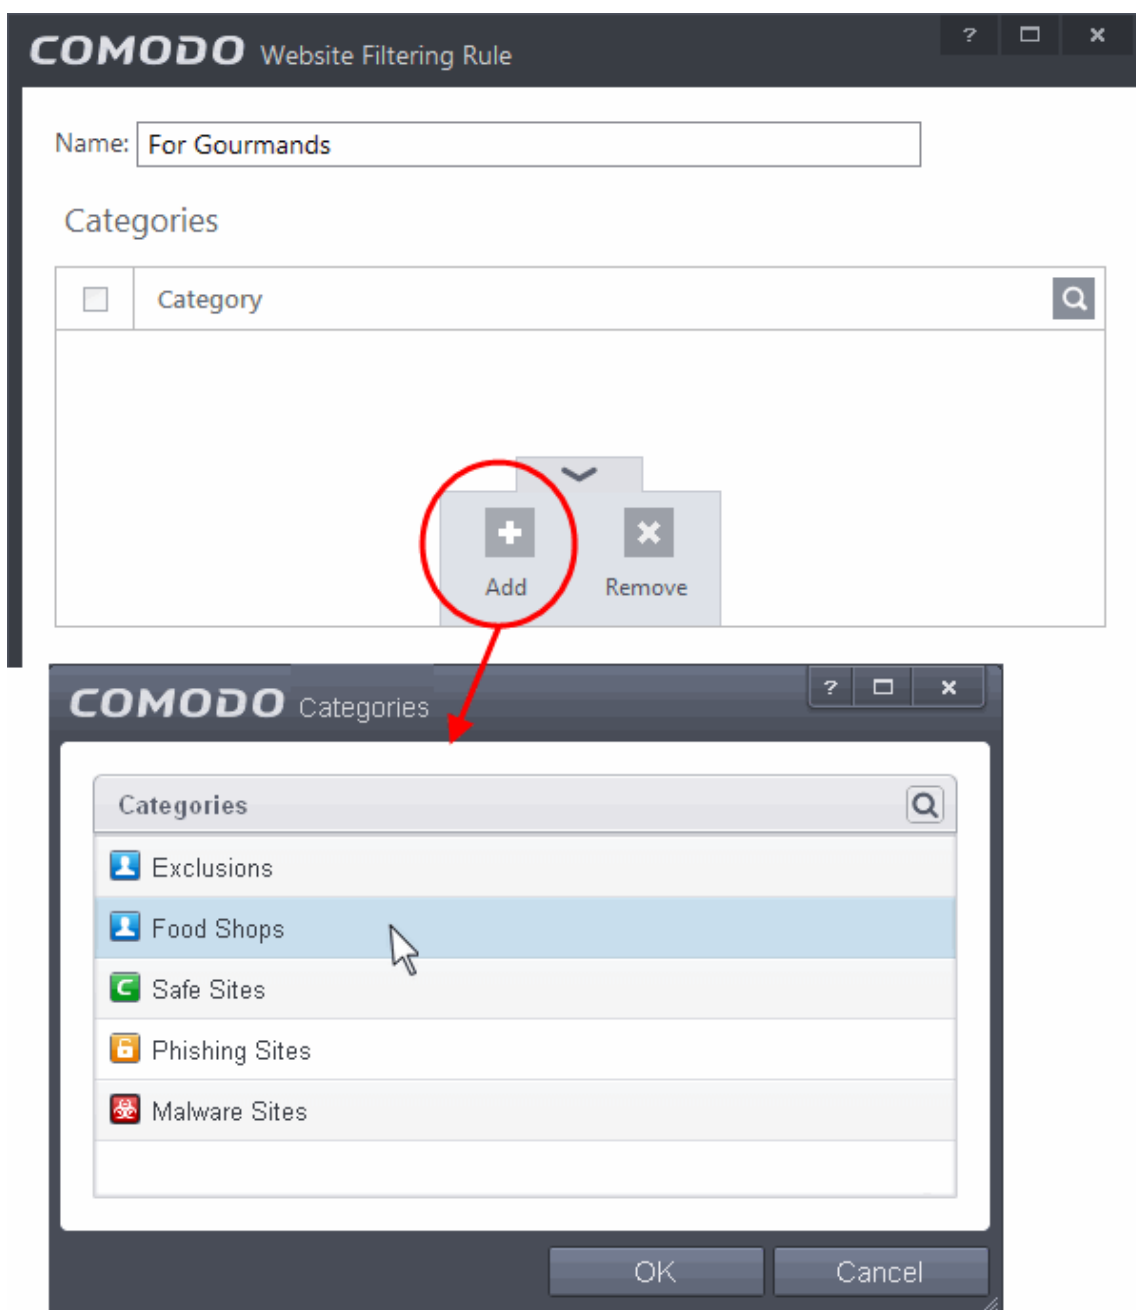 COMODO Website Filtering Rule
Name: For Gourmands
Categories
Category
Add Remove
COMODO Categories
Categories
Exclusions
Food Shops
Safe Sites
Phishing Sites
Malware Sites
OK Cancel